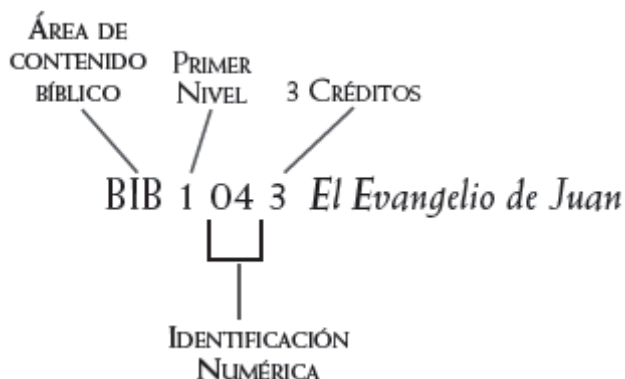 ÁREA DE
CONTENIDO
BÍBLICO
PRIMER
NIVEL
3 CRÉDITOS
BIB 1 04 3 El Evangelio de Juan
IDENTIFICACIÓN
NUMÉRICA